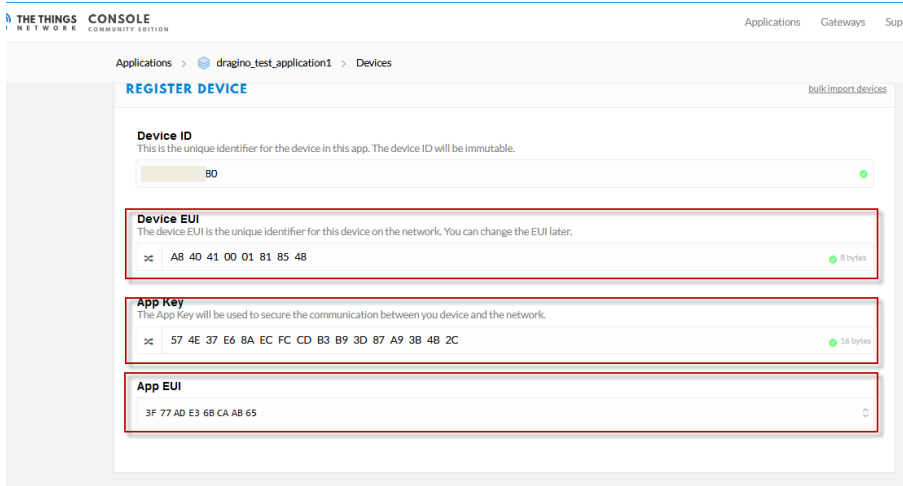 THE THINGS CONSOLE
NETWORK COMMUNITY EDITION
Applications Gateways Sup
Applications > dragino_test_application1 > Devices
REGISTER DEVICE bulk import devices
Device ID
This is the unique identifier for the device in this app. The device ID will be immutable.
80
Device EUI
The device EUI is the unique identifier for this device on the network. You can change the EUI later.
A8 40 41 00 01 81 85 48 8 bytes
App Key
The App Key will be used to secure the communication between you device and the network.
57 4E 37 E6 8A EC FC CD B3 B9 3D 87 A9 3B 4B 2C 16 bytes
App EUI
3F 77 AD E3 6B CA AB 65